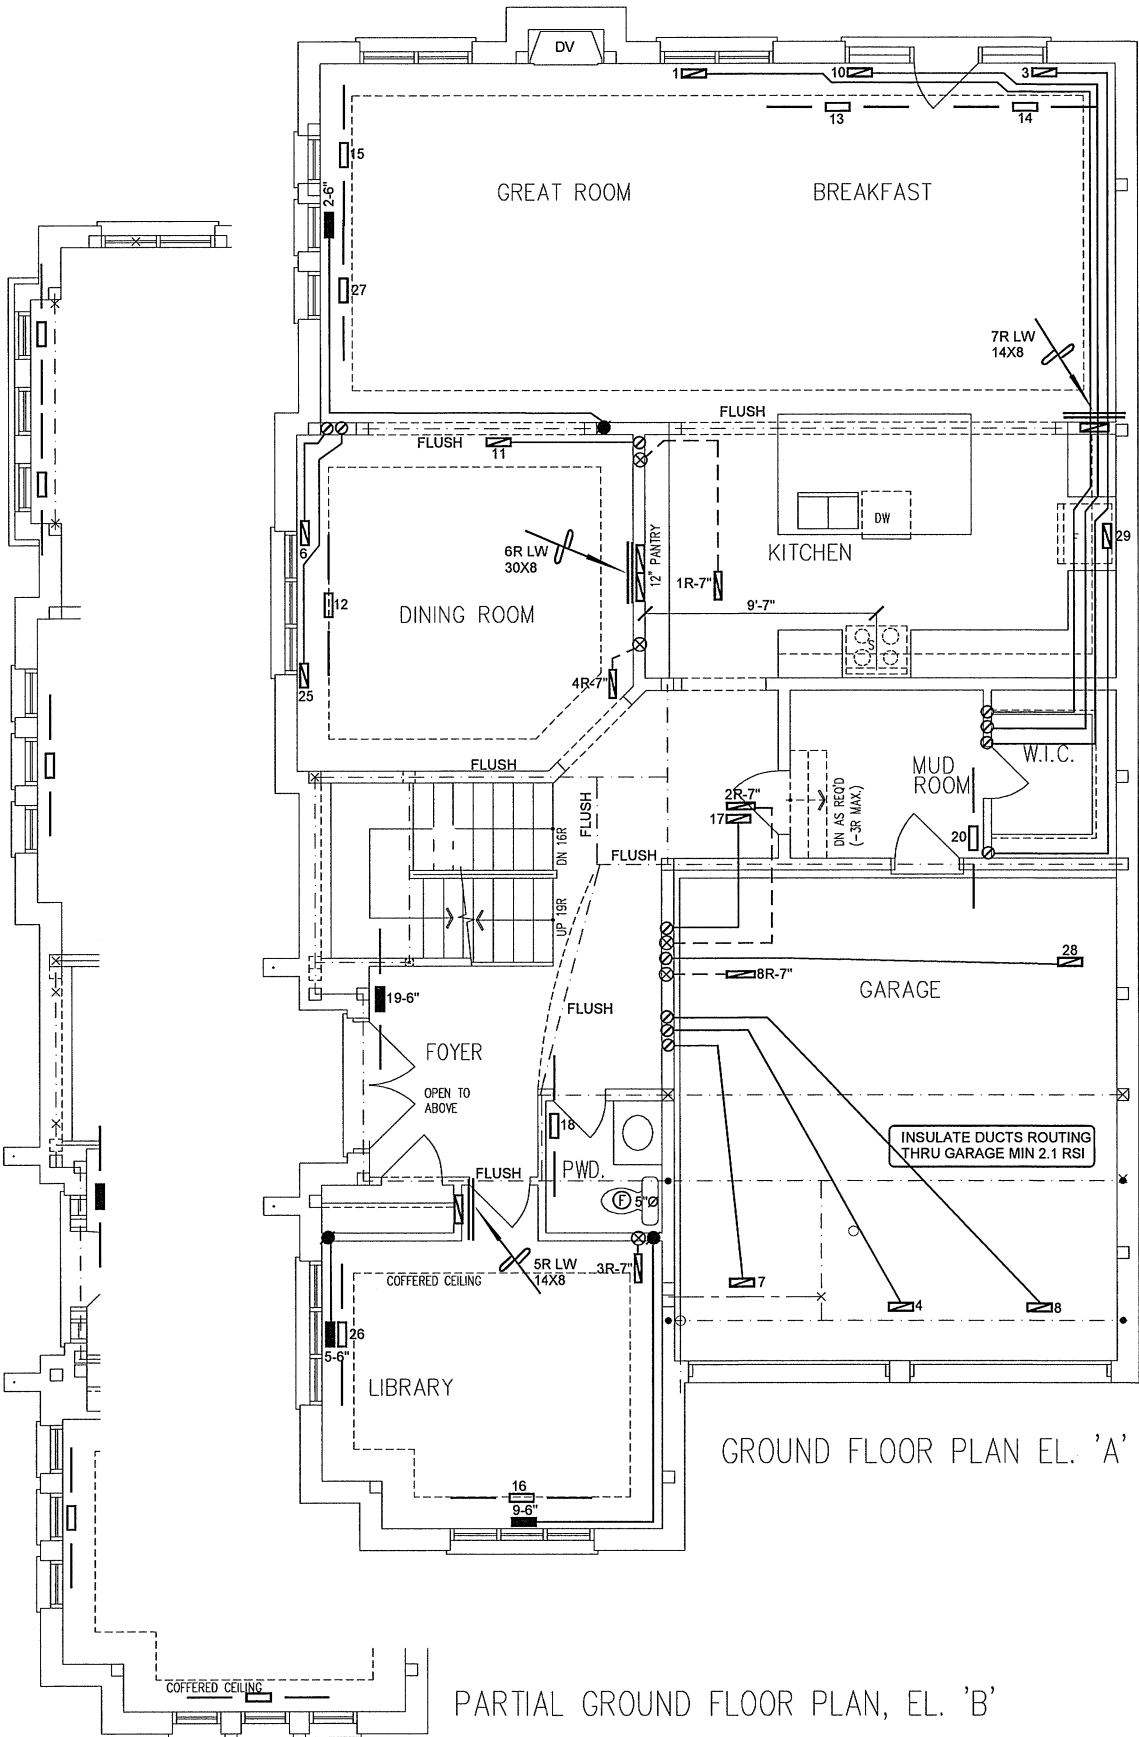 DV
1
10
3
13
14
15
2-6"
GREAT ROOM
BREAKFAST
27
7R LW
14X8
FLUSH
FLUSH
11
6
6R LW
30X8
12" PANTRY
DW
29
KITCHEN
1R-7"
12
DINING ROOM
9'-7"
S
4R-7"
25
FLUSH
W.I.C.
MUD
ROOM
2R-7"
17
DN AS REQ'D
(-3R MAX.)
20
FLUSH
DN 16R
FLUSH
UP 19R
28
8R-7"
GARAGE
19-6"
FLUSH
FOYER
OPEN TO
ABOVE
18
INSULATE DUCTS ROUTING
THRU GARAGE MIN 2.1 RSI
FLUSH
PWD.
F
5"Ø
5R LW
14X8
3R-7"
COFFERED CEILING
7
4
8
26
5-6"
LIBRARY
16
9-6"
GROUND FLOOR PLAN EL. 'A'
COFFERED CEILING
PARTIAL GROUND FLOOR PLAN, EL. 'B'